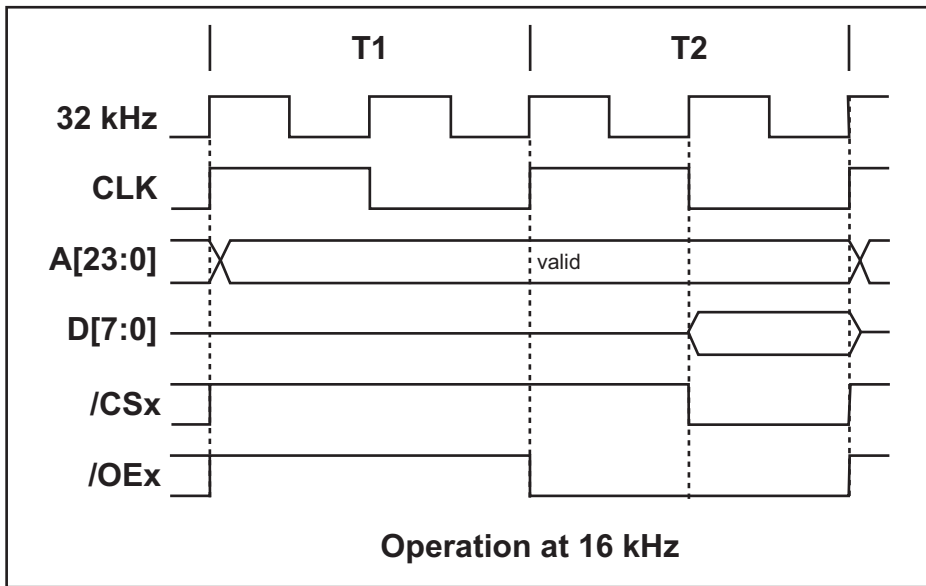 T1 T2
32 kHz
CLK
A[23:0] valid
D[7:0]
/CSx
/OEx
Operation at 16 kHz